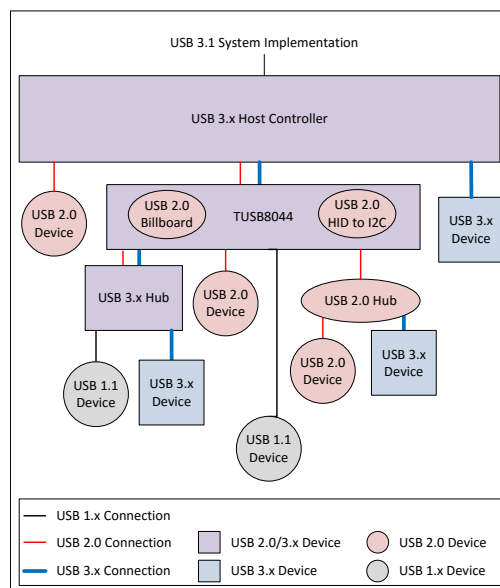 USB 3.1 System Implementation
USB 3.x Host Controller
USB 2.0
Device
USB 2.0
Billboard
TUSB8044
USB 2.0
HID to I2C
USB 3.x
Device
USB 3.x Hub
USB 2.0
Device
USB 2.0 Hub
USB 1.1
Device
USB 3.x
Device
USB 2.0
Device
USB 3.x
Device
USB 1.1
Device
USB 1.x Connection
USB 2.0 Connection
USB 2.0/3.x Device
USB 2.0 Device
USB 3.x Connection
USB 3.x Device
USB 1.x Device